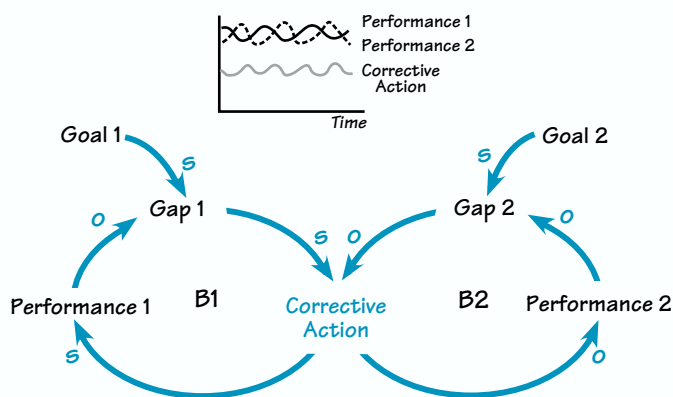 Performance 1
Performance 2
Corrective
Action
Time
Goal 1
Goal 2
s
s
Gap 1
Gap 2
o
o
s
o
Performance 1
B1
Corrective
Action
B2
Performance 2
s
o